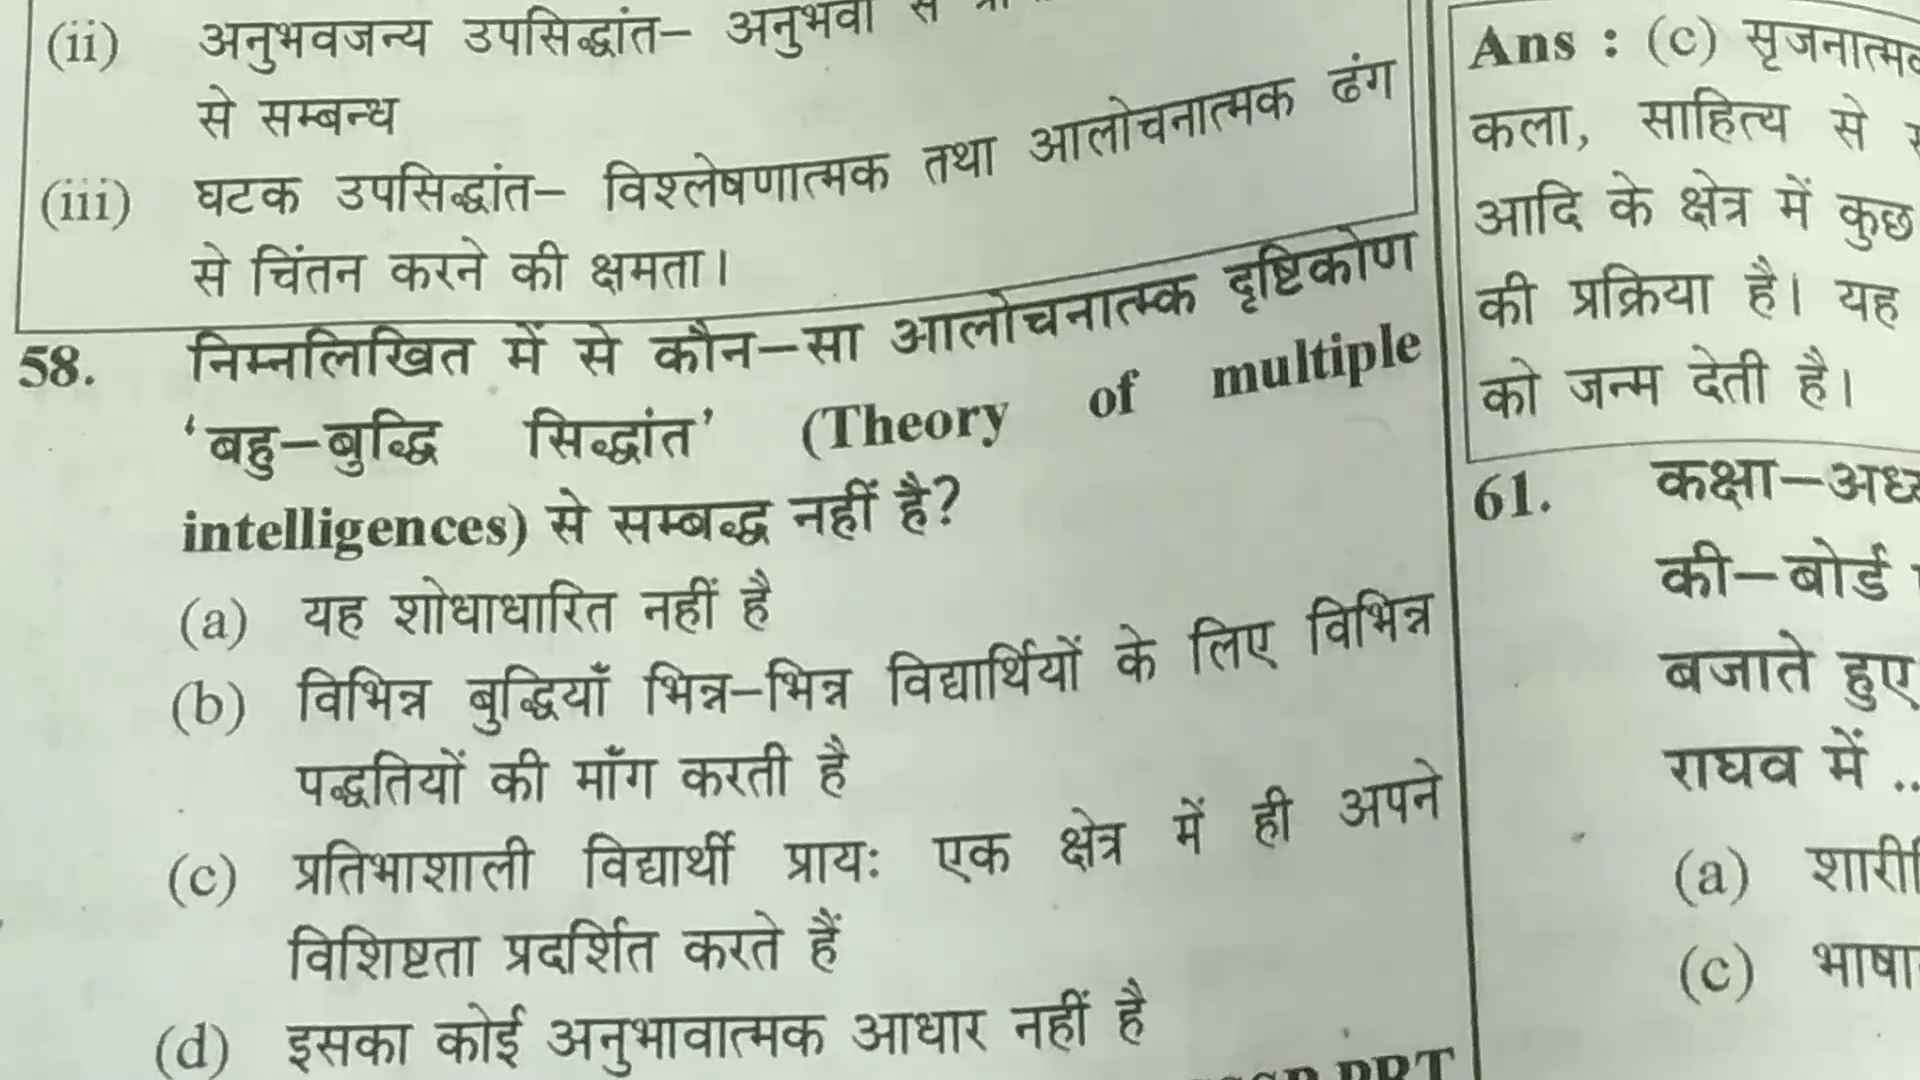 (ii) अनुभवजन्य उपसिद्धांत– अनुभवों से
से सम्बन्ध
(iii) घटक उपसिद्धांत– विश्लेषणात्मक तथा आलोचनात्मक ढंग
से चिंतन करने की क्षमता।
58. निम्नलिखित में से कौन–सा आलोचनात्म्क दृष्टिकोण
‘बहु–बुद्धि सिद्धांत’ (Theory of multiple
intelligences) से सम्बद्ध नहीं है?
(a) यह शोधाधारित नहीं है
(b) विभिन्न बुद्धियाँ भिन्न–भिन्न विद्यार्थियों के लिए विभिन्न
पद्धतियों की माँग करती है
(c) प्रतिभाशाली विद्यार्थी प्रायः एक क्षेत्र में ही अपने
विशिष्टता प्रदर्शित करते हैं
(d) इसका कोई अनुभावात्मक आधार नहीं है
PRT
Ans : (c)
कला, साहित्य से
आदि के क्षेत्र में कुछ
की प्रक्रिया है। यह
को जन्म देती है।
61.
की–बोर्ड
बजाते हुए
राघव में ..
(a)
(c)